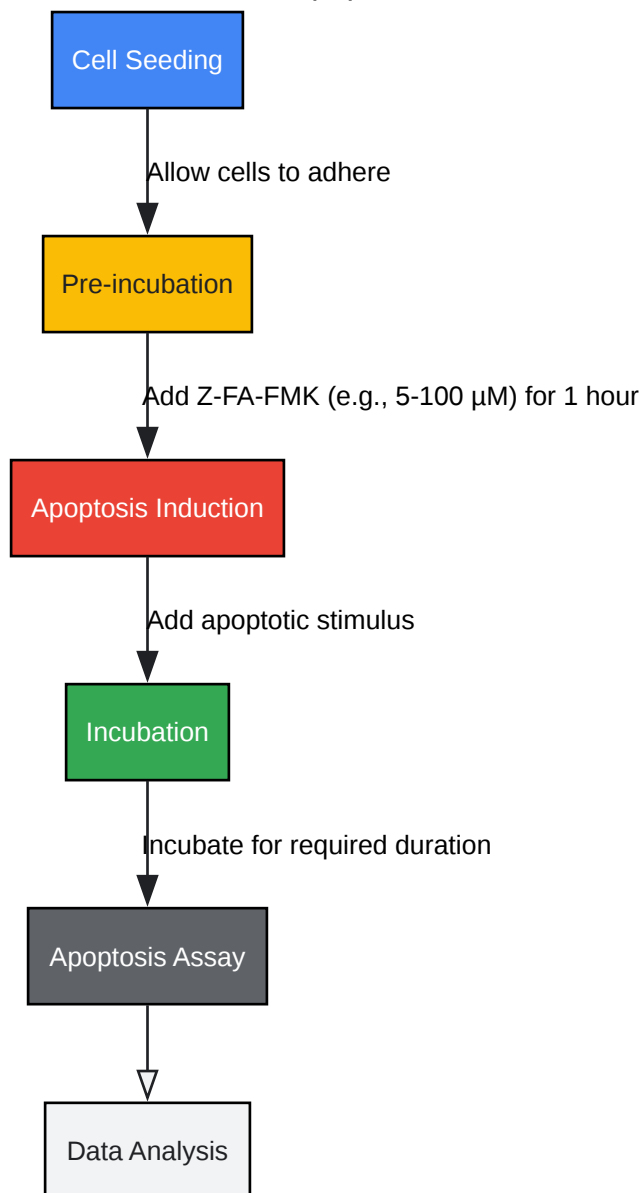 Cell Seeding
Allow cells to adhere
Pre-incubation
Add Z-FA-FMK (e.g., 5-100 µM) for 1 hour
Apoptosis Induction
Add apoptotic stimulus
Incubation
Incubate for required duration
Apoptosis Assay
Data Analysis